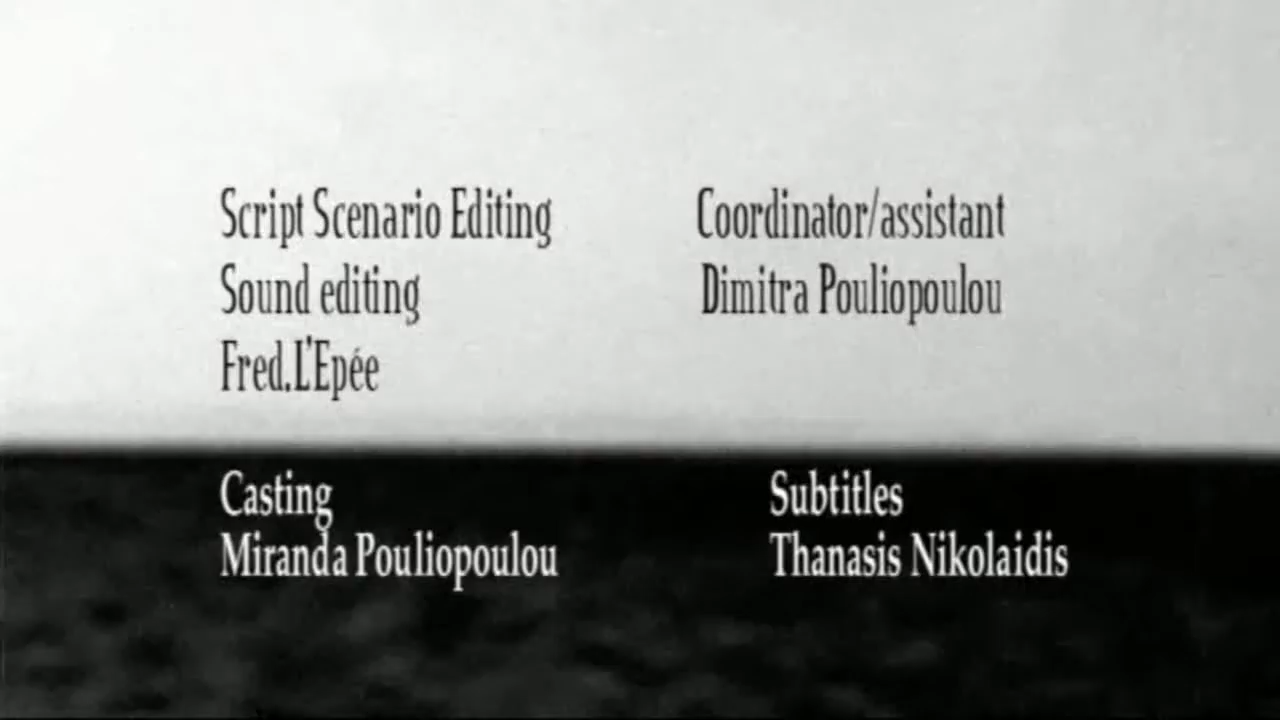 Script Scenario Editing
Sound editing
Fred.L'Epée
Coordinator/assistant
Dimitra Pouliopoulou
Casting
Miranda Pouliopoulou
Subtitles
Thanasis Nikolaidis